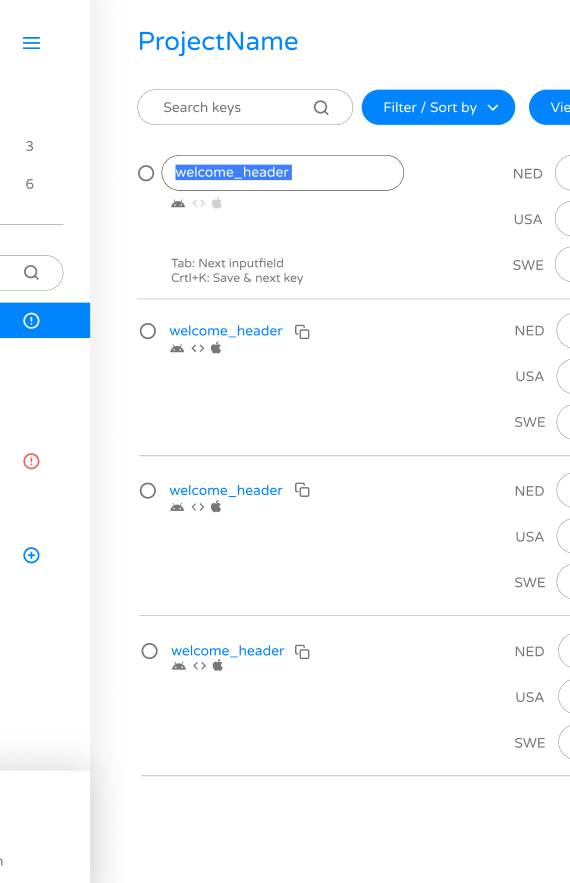 ProjectName
Search keys
Filter / Sort by
Vie
3
6
welcome_header
NED
USA
SWE
Tab: Next inputfield
Crtl+K: Save & next key
welcome_header
NED
USA
SWE
welcome_header
NED
USA
SWE
welcome_header
NED
USA
SWE